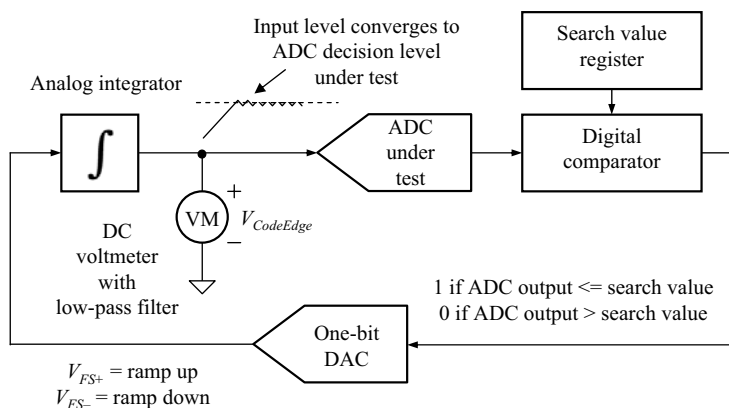 Input level converges to
ADC decision level
under test
Search value
register
Analog integrator
∫
ADC
under
test
Digital
comparator
+
VM
V_CodeEdge
–
DC
voltmeter
with
low-pass filter
1 if ADC output <= search value
0 if ADC output > search value
One-bit
DAC
V_FS+ = ramp up
V_FS– = ramp down